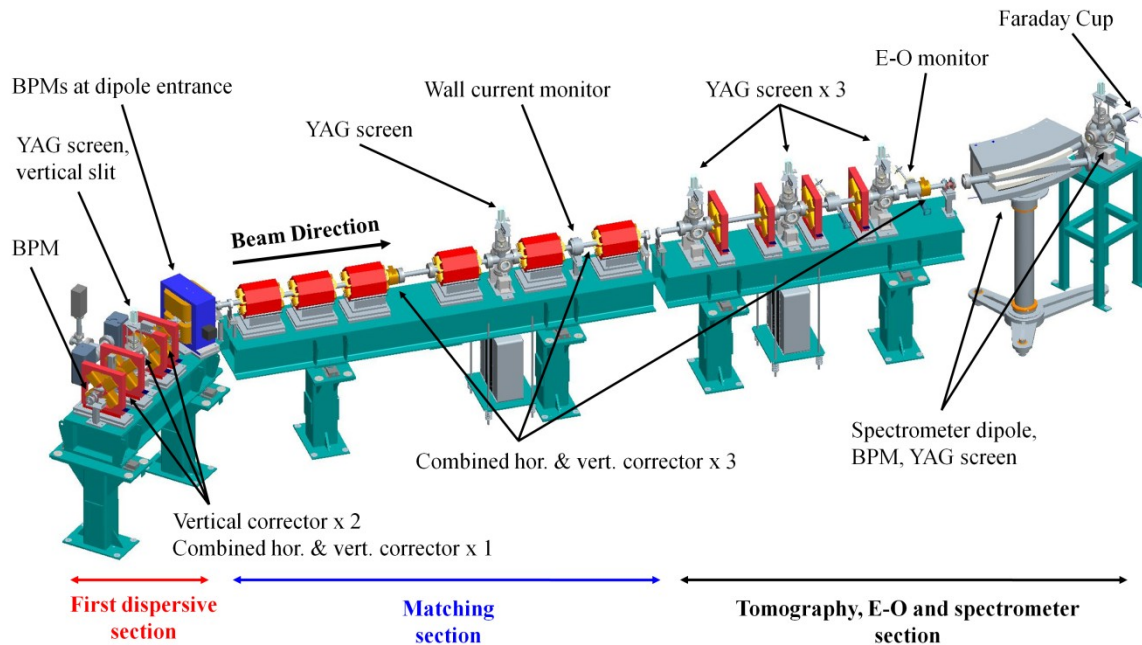 Faraday Cup
E-O monitor
BPMs at dipole entrance
Wall current monitor
YAG screen x 3
YAG screen
YAG screen,
vertical slit
BPM
Beam Direction
Spectrometer dipole,
BPM, YAG screen
Combined hor. & vert. corrector x 3
Vertical corrector x 2
Combined hor. & vert. corrector x 1
First dispersive
section
Matching
section
Tomography, E-O and spectrometer
section